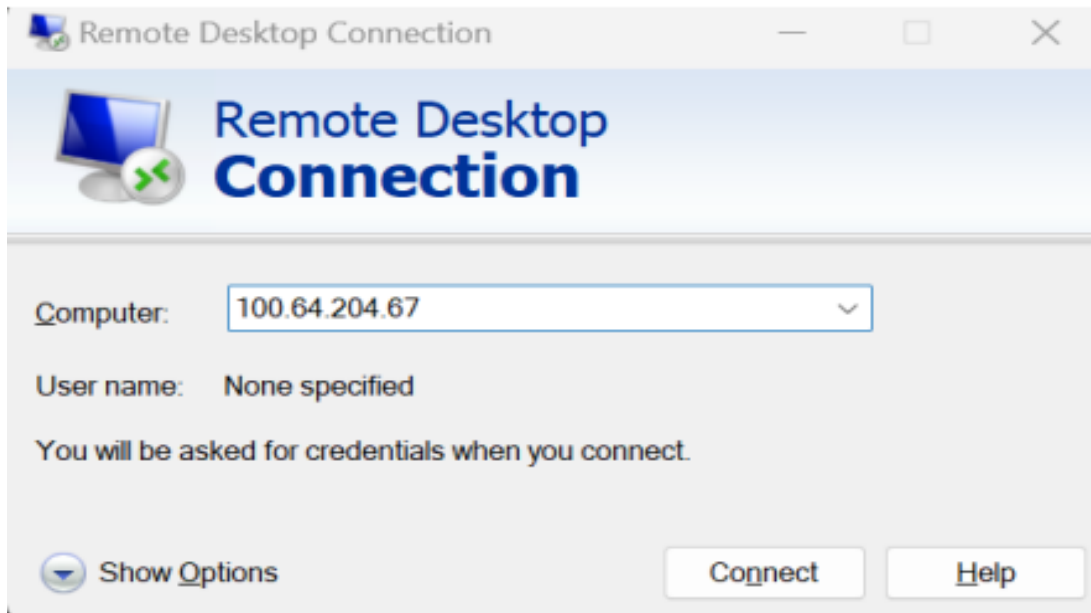 Remote Desktop Connection
Remote Desktop
Connection
Computer: 100.64.204.67
User name: None specified
You will be asked for credentials when you connect.
Show Options Connect Help